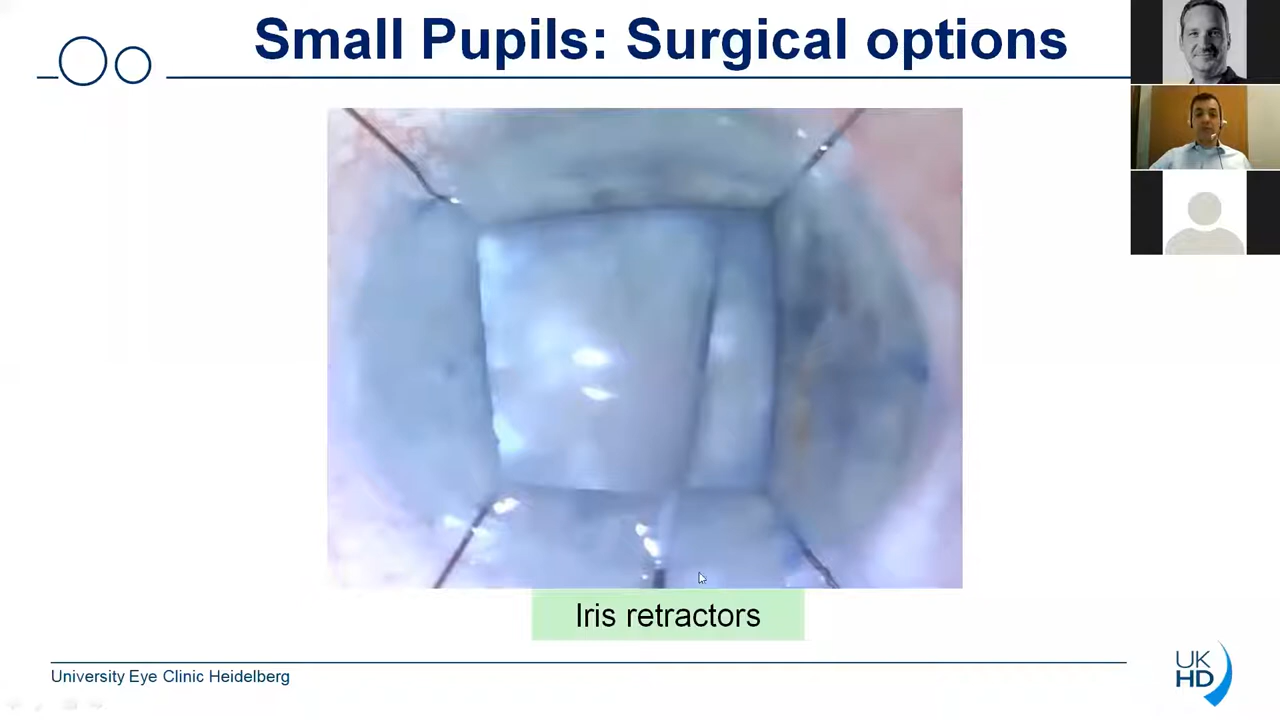 Small Pupils: Surgical options
Iris retractors
University Eye Clinic Heidelberg
UK
HD